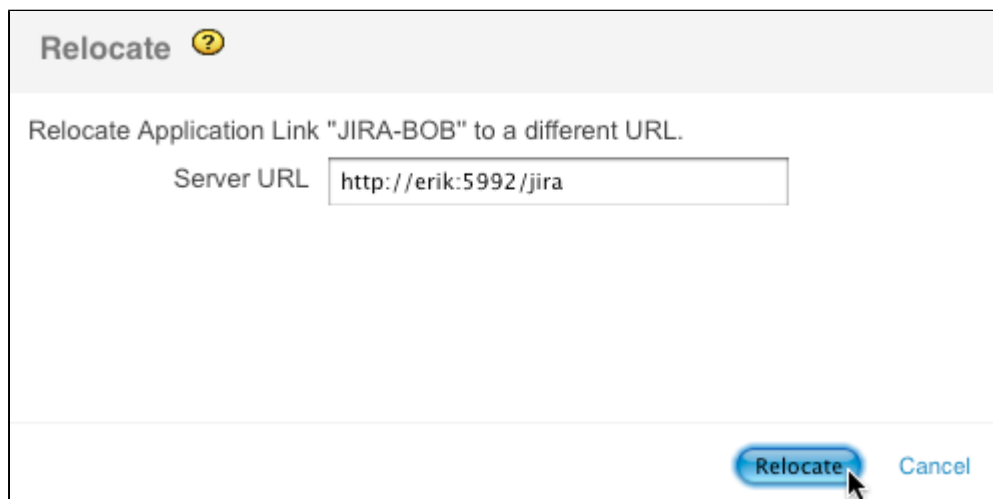 Relocate ?
Relocate Application Link "JIRA-BOB" to a different URL.
Server URL http://erik:5992/jira
Relocate Cancel